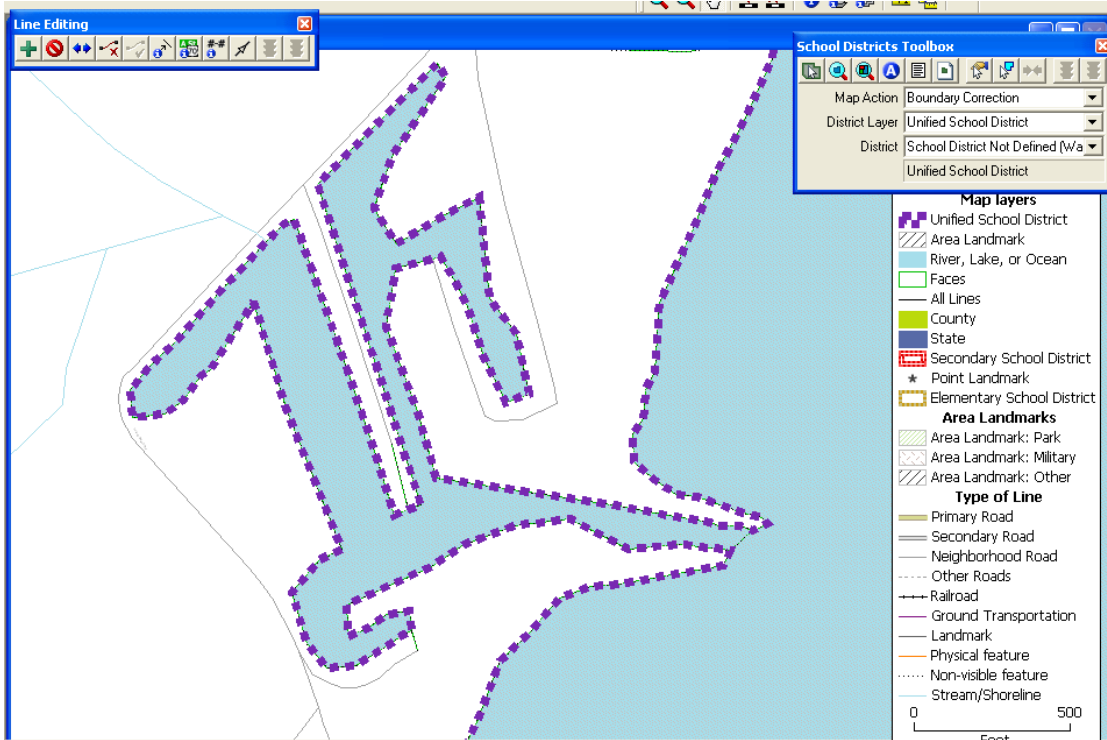 Line Editing
School Districts Toolbox
Map Action Boundary Correction
District Layer Unified School District
District School District Not Defined (Wa
Unified School District
Map layers
Unified School District
Area Landmark
River, Lake, or Ocean
Faces
All Lines
County
State
Secondary School District
Point Landmark
Elementary School District
Area Landmarks
Area Landmark: Park
Area Landmark: Military
Area Landmark: Other
Type of Line
Primary Road
Secondary Road
Neighborhood Road
Other Roads
Railroad
Ground Transportation
Landmark
Physical feature
Non-visible feature
Stream/Shoreline
0 500
Feet